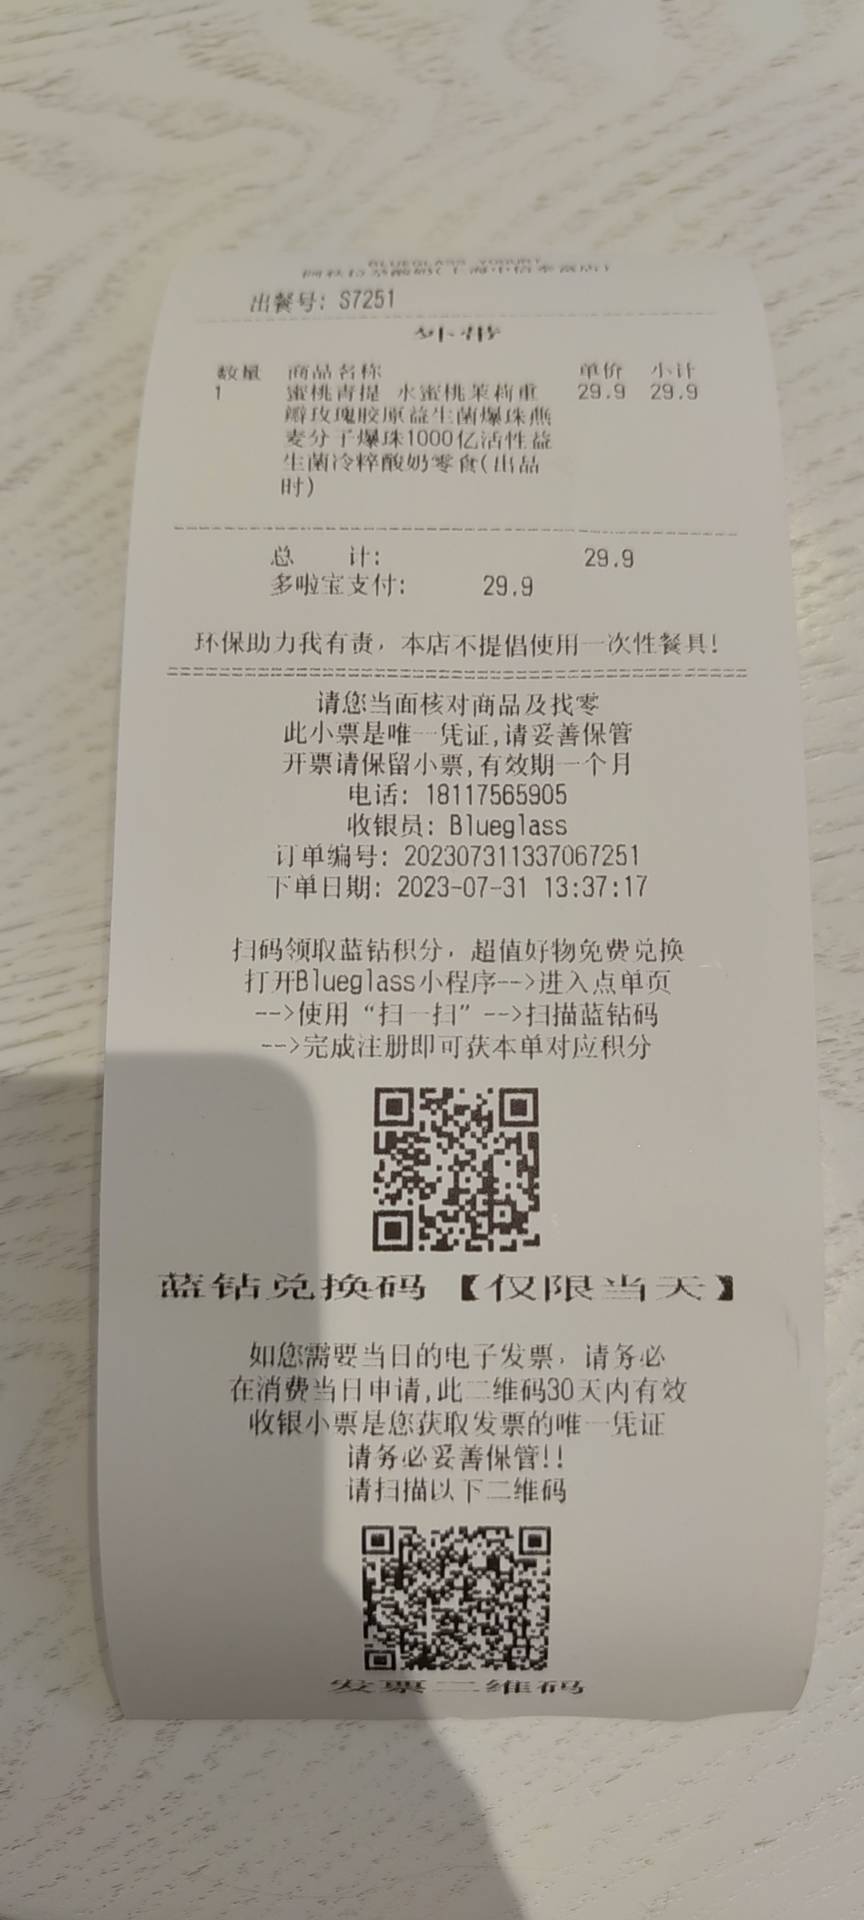 BLUEGLASS YOGURT
出餐号: S7251
外带
数量 商品名称 单价 小计
1 蜜桃青提 水蜜桃茉莉重 29.9 29.9
瓣玫瑰胶原益生菌爆珠燕
麦分子爆珠1000亿活性益
生菌冷粹酸奶零食(出品
时)
总 计: 29.9
多啦宝支付: 29.9
环保助力我有责，本店不提倡使用一次性餐具!
请您当面核对商品及找零
此小票是唯一凭证,请妥善保管
开票请保留小票,有效期一个月
电话: 18117565905
收银员: Blueglass
订单编号: 202307311337067251
下单日期: 2023-07-31 13:37:17
扫码领取蓝钻积分，超值好物免费兑换
打开Blueglass小程序-->进入点单页
-->使用“扫一扫”-->扫描蓝钻码
-->完成注册即可获本单对应积分
蓝钻兑换码【仅限当天】
如您需要当日的电子发票，请务必
在消费当日申请,此二维码30天内有效
收银小票是您获取发票的唯一凭证
请务必妥善保管!!
请扫描以下二维码
发票二维码